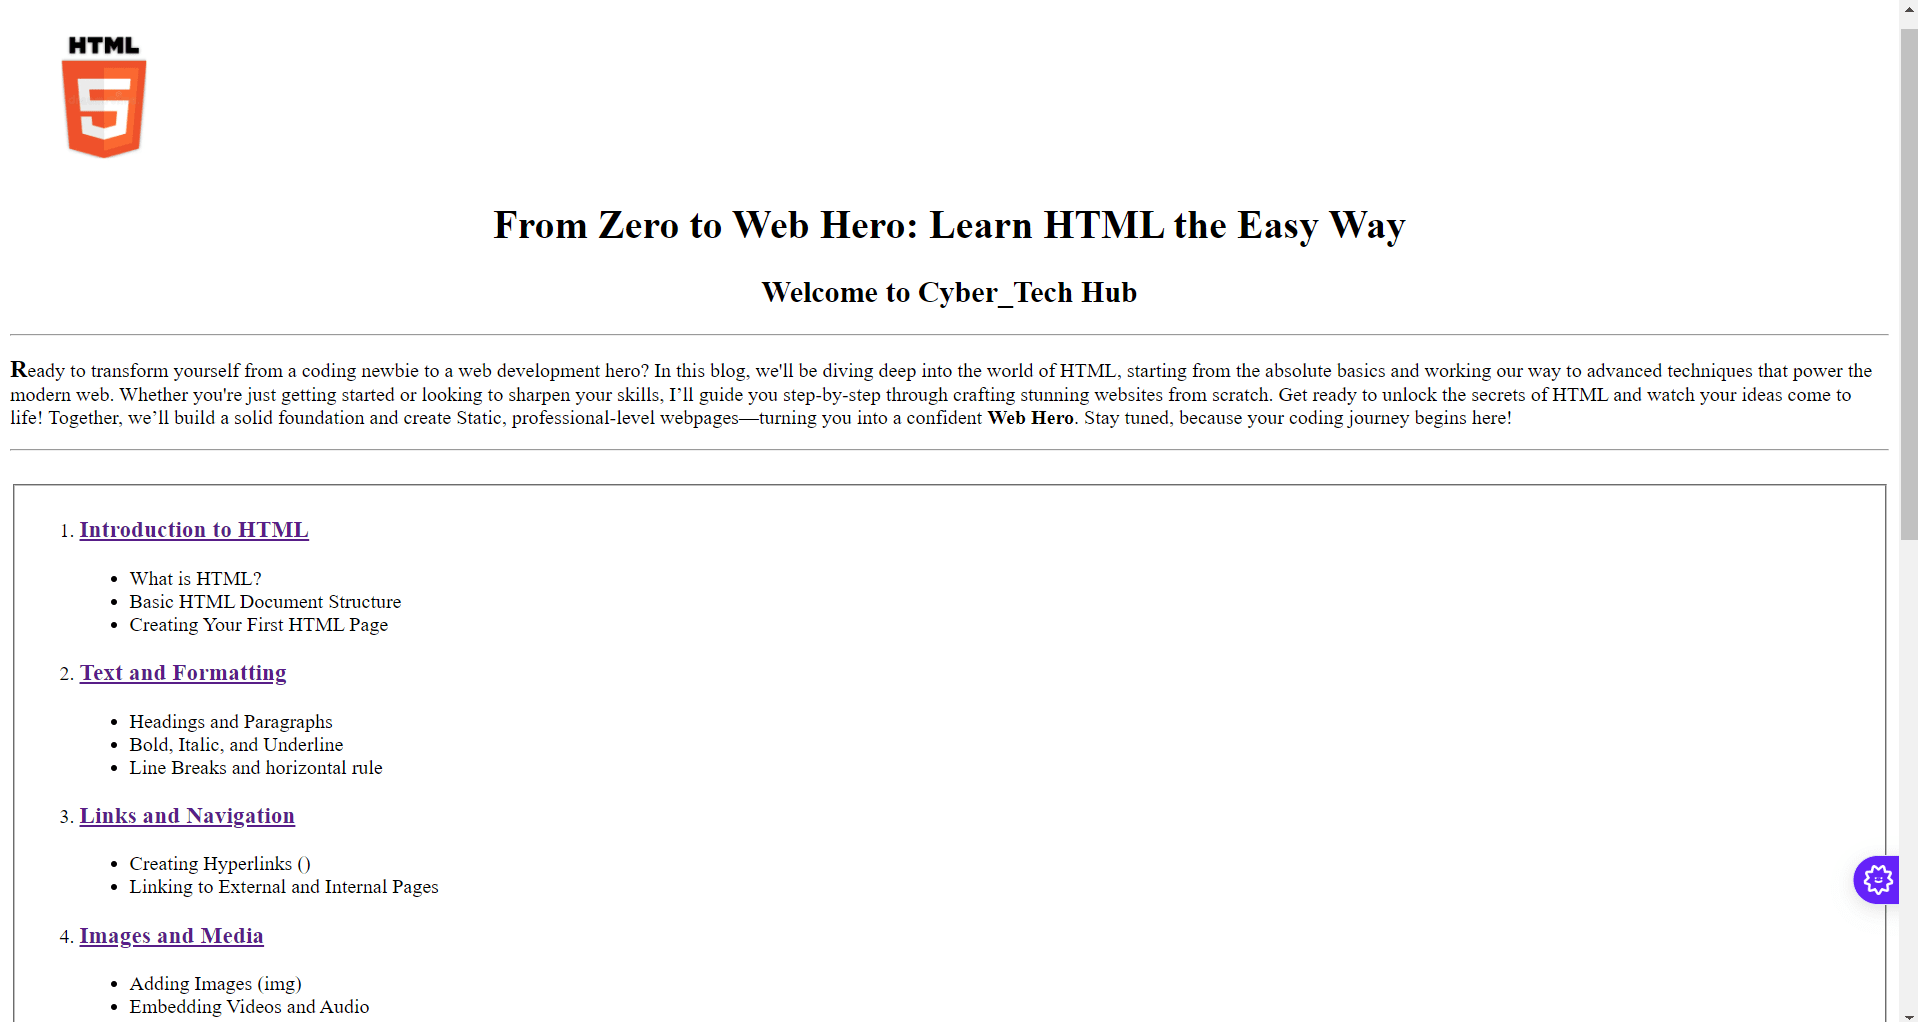 HTML
5
From Zero to Web Hero: Learn HTML the Easy Way
Welcome to Cyber_Tech Hub
Ready to transform yourself from a coding newbie to a web development hero? In this blog, we'll be diving deep into the world of HTML, starting from the absolute basics and working our way to advanced techniques that power the
modern web. Whether you're just getting started or looking to sharpen your skills, I’ll guide you step-by-step through crafting stunning websites from scratch. Get ready to unlock the secrets of HTML and watch your ideas come to
life! Together, we’ll build a solid foundation and create Static, professional-level webpages—turning you into a confident Web Hero. Stay tuned, because your coding journey begins here!
1. Introduction to HTML
• What is HTML?
• Basic HTML Document Structure
• Creating Your First HTML Page
2. Text and Formatting
• Headings and Paragraphs
• Bold, Italic, and Underline
• Line Breaks and horizontal rule
3. Links and Navigation
• Creating Hyperlinks ()
• Linking to External and Internal Pages
4. Images and Media
• Adding Images (img)
• Embedding Videos and Audio